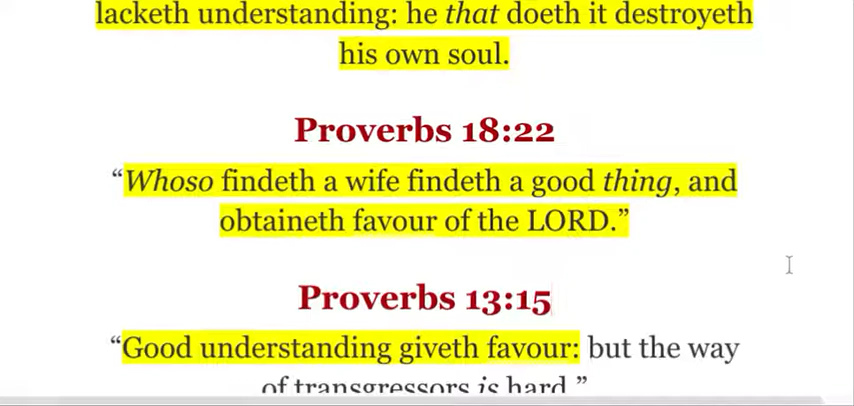 lacketh understanding: he that doeth it destroyeth
his own soul.
Proverbs 18:22
“Whoso findeth a wife findeth a good thing, and
obtaineth favour of the LORD.”
Proverbs 13:15
“Good understanding giveth favour: but the way
of transgressors is hard.”